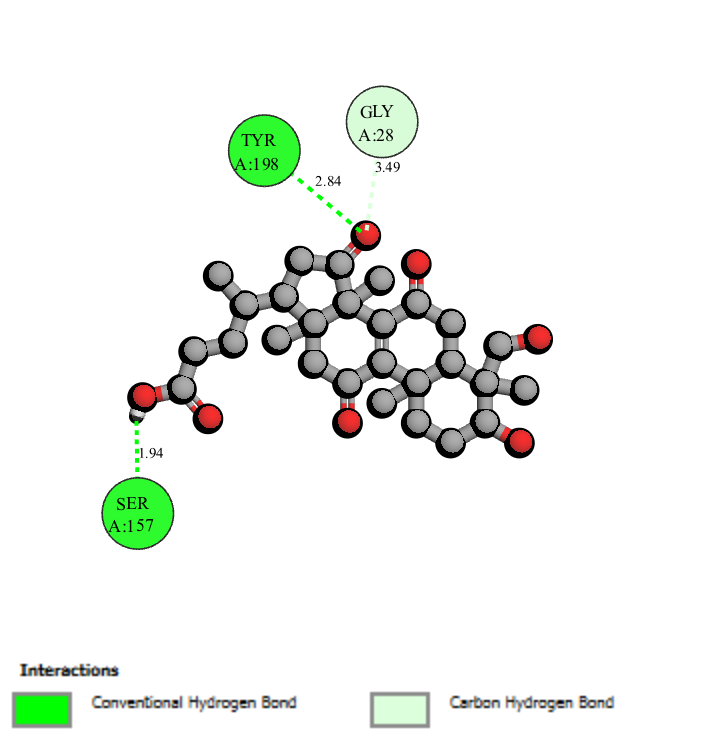 GLY
A:28
TYR
A:198
3.49
2.84
1.94
SER
A:157
Interactions
Conventional Hydrogen Bond
Carbon Hydrogen Bond